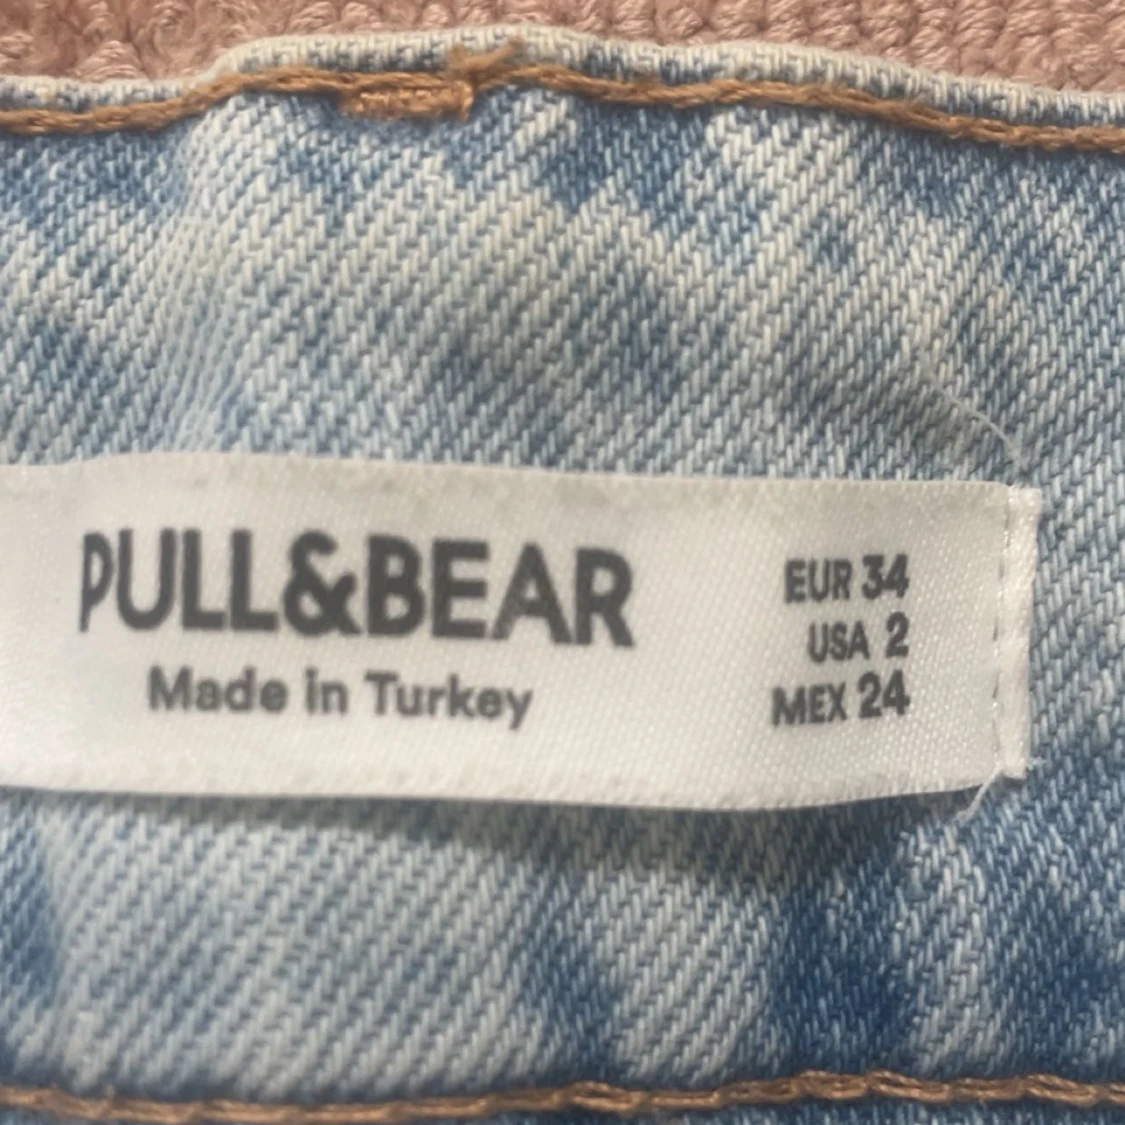 PULL&BEAR
Made in Turkey
EUR 34
USA 2
MEX 24